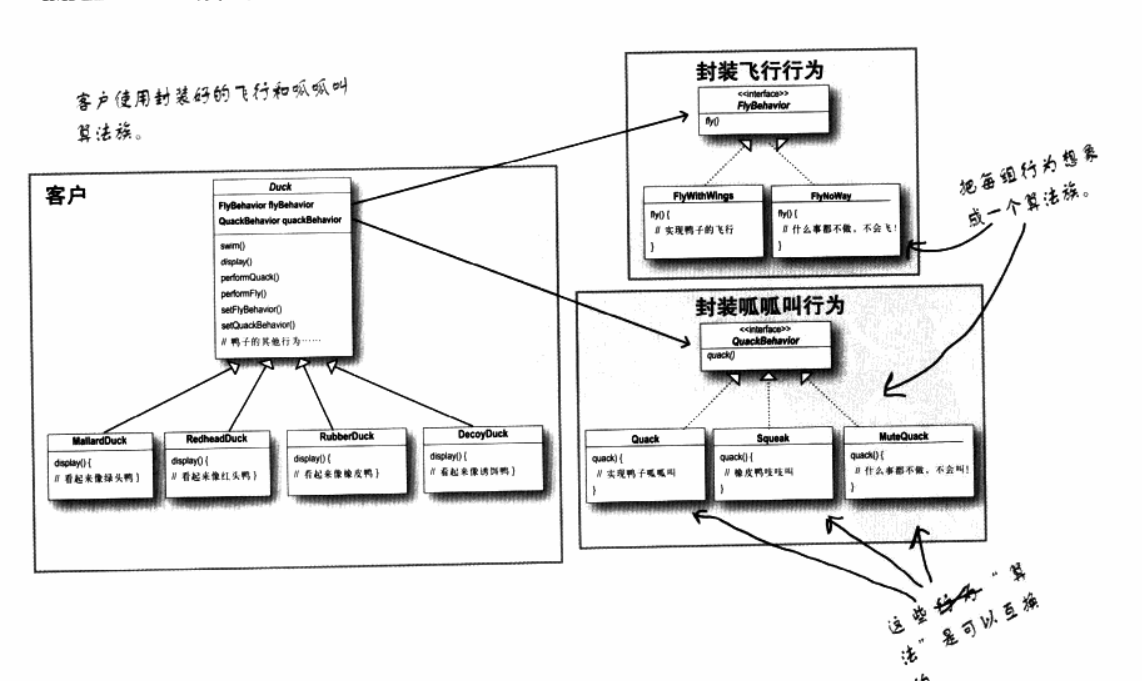 客户使用封装好的飞行和呱呱叫
算法族。
客户
Duck
FlyBehavior flyBehavior
QuackBehavior quackBehavior
swim()
display()
performQuack()
performFly()
setFlyBehavior()
setQuackBehavior()
// 鸭子的其他行为……
MallardDuck
display() {
// 看起来像绿头鸭 }
RedheadDuck
display() {
// 看起来像红头鸭 }
RubberDuck
display() {
// 看起来像橡皮鸭 }
DecoyDuck
display() {
// 看起来像诱饵鸭 }
封装飞行行为
<<interface>>
FlyBehavior
fly()
FlyWithWings
fly() {
// 实现鸭子的飞行
}
FlyNoWay
fly() {
// 什么事都不做，不会飞！
}
把每组行为想象
成一个算法族。
封装呱呱叫行为
<<interface>>
QuackBehavior
quack()
Quack
quack) {
// 实现鸭子呱呱叫
}
Squeak
quack() {
// 橡皮鸭吱吱叫
}
MuteQuack
quack() {
// 什么事都不做，不会叫！
}
这些 “算
法”是可以互换